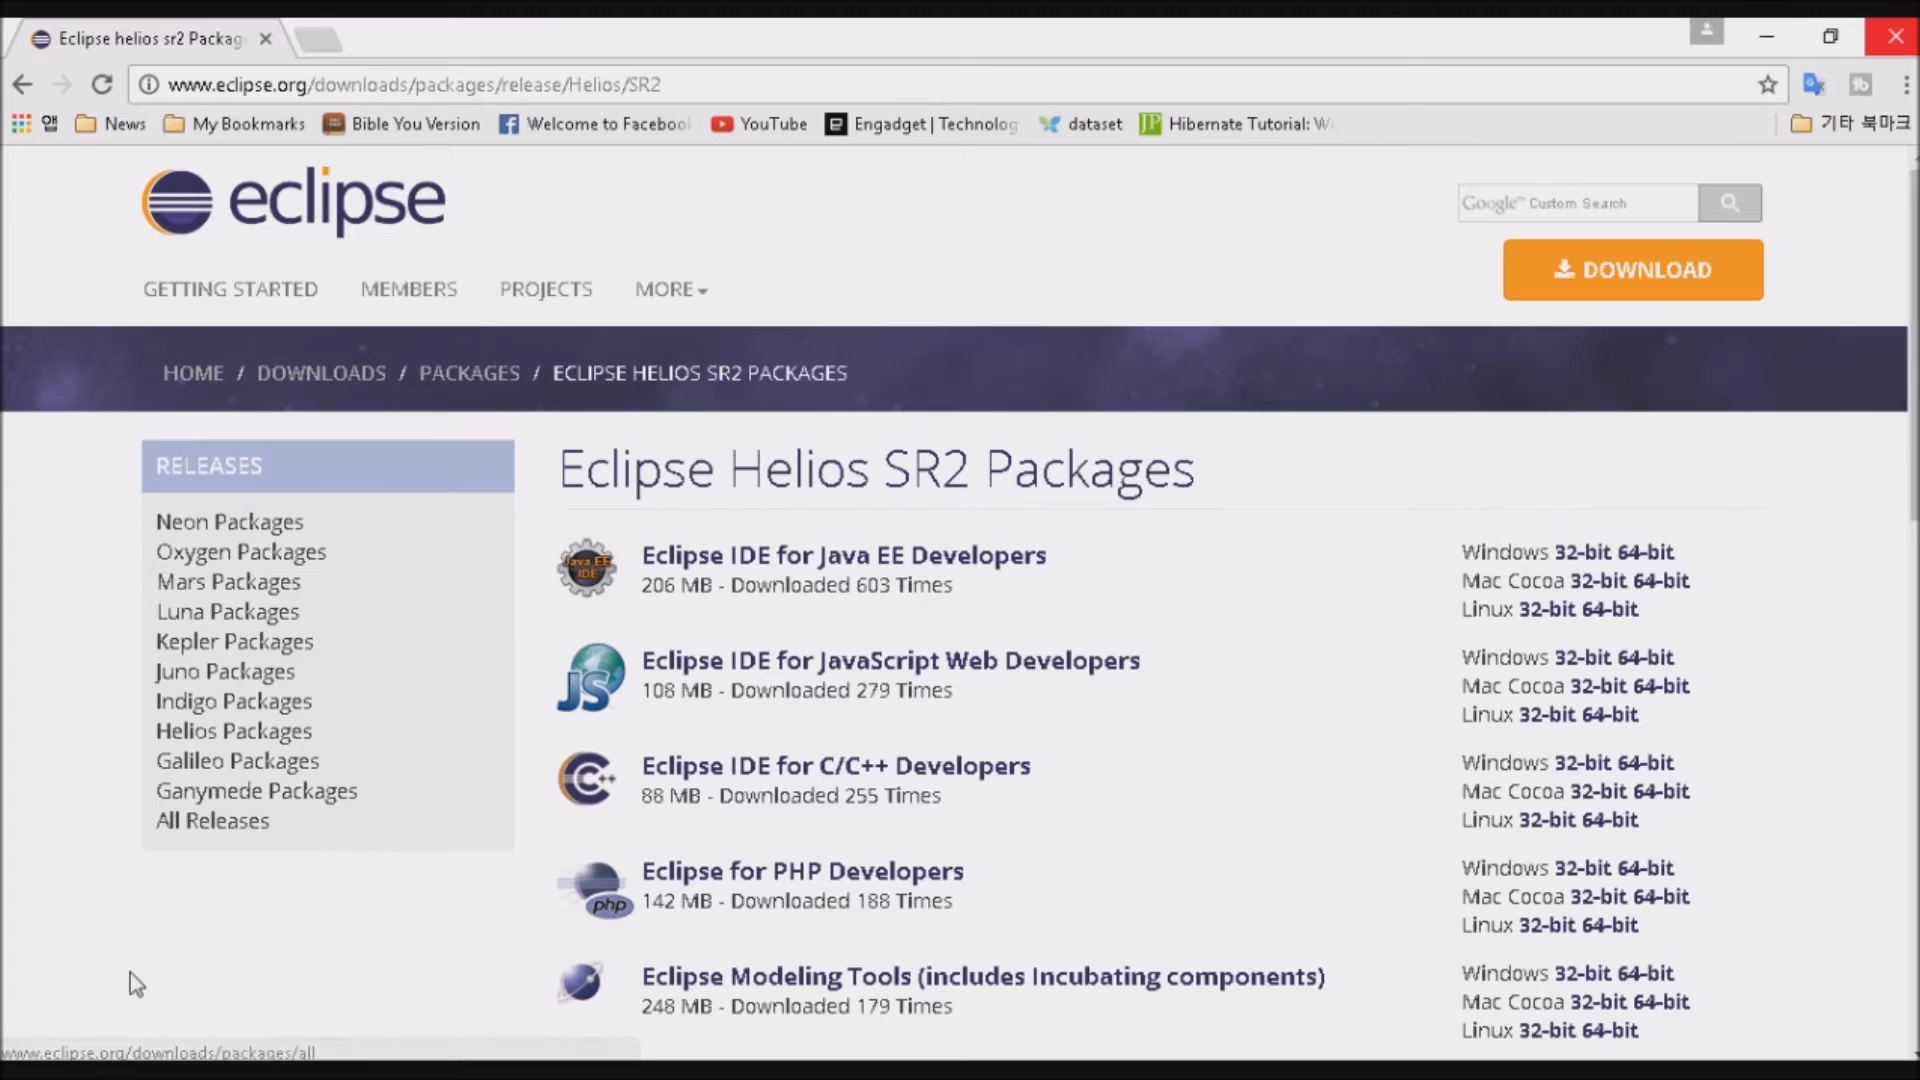 Eclipse helios sr2 Packag
www.eclipse.org/downloads/packages/release/Helios/SR2
앱 News My Bookmarks Bible You Version Welcome to Facebool YouTube Engadget | Technolog dataset Hibernate Tutorial: W 기타 북마크
eclipse
Google™ Custom Search
DOWNLOAD
GETTING STARTED MEMBERS PROJECTS MORE
HOME / DOWNLOADS / PACKAGES / ECLIPSE HELIOS SR2 PACKAGES
RELEASES
Neon Packages
Oxygen Packages
Mars Packages
Luna Packages
Kepler Packages
Juno Packages
Indigo Packages
Helios Packages
Galileo Packages
Ganymede Packages
All Releases
Eclipse Helios SR2 Packages
Java EE
IDE
Eclipse IDE for Java EE Developers
206 MB - Downloaded 603 Times
Windows 32-bit 64-bit
Mac Cocoa 32-bit 64-bit
Linux 32-bit 64-bit
JS
Eclipse IDE for JavaScript Web Developers
108 MB - Downloaded 279 Times
Windows 32-bit 64-bit
Mac Cocoa 32-bit 64-bit
Linux 32-bit 64-bit
C++
Eclipse IDE for C/C++ Developers
88 MB - Downloaded 255 Times
Windows 32-bit 64-bit
Mac Cocoa 32-bit 64-bit
Linux 32-bit 64-bit
php
Eclipse for PHP Developers
142 MB - Downloaded 188 Times
Windows 32-bit 64-bit
Mac Cocoa 32-bit 64-bit
Linux 32-bit 64-bit
Eclipse Modeling Tools (includes Incubating components)
248 MB - Downloaded 179 Times
Windows 32-bit 64-bit
Mac Cocoa 32-bit 64-bit
Linux 32-bit 64-bit
www.eclipse.org/downloads/packages/all